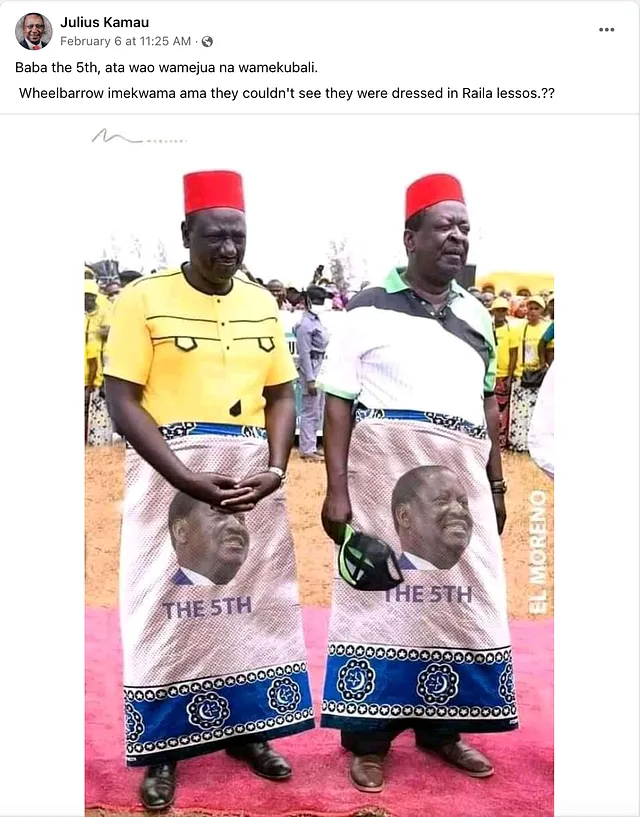 Julius Kamau
February 6 at 11:25 AM ·
Baba the 5th, ata wao wamejua na wamekubali.
Wheelbarrow imekwama ama they couldn't see they were dressed in Raila lessos.??
THE 5TH
THE 5TH
EL MORENO